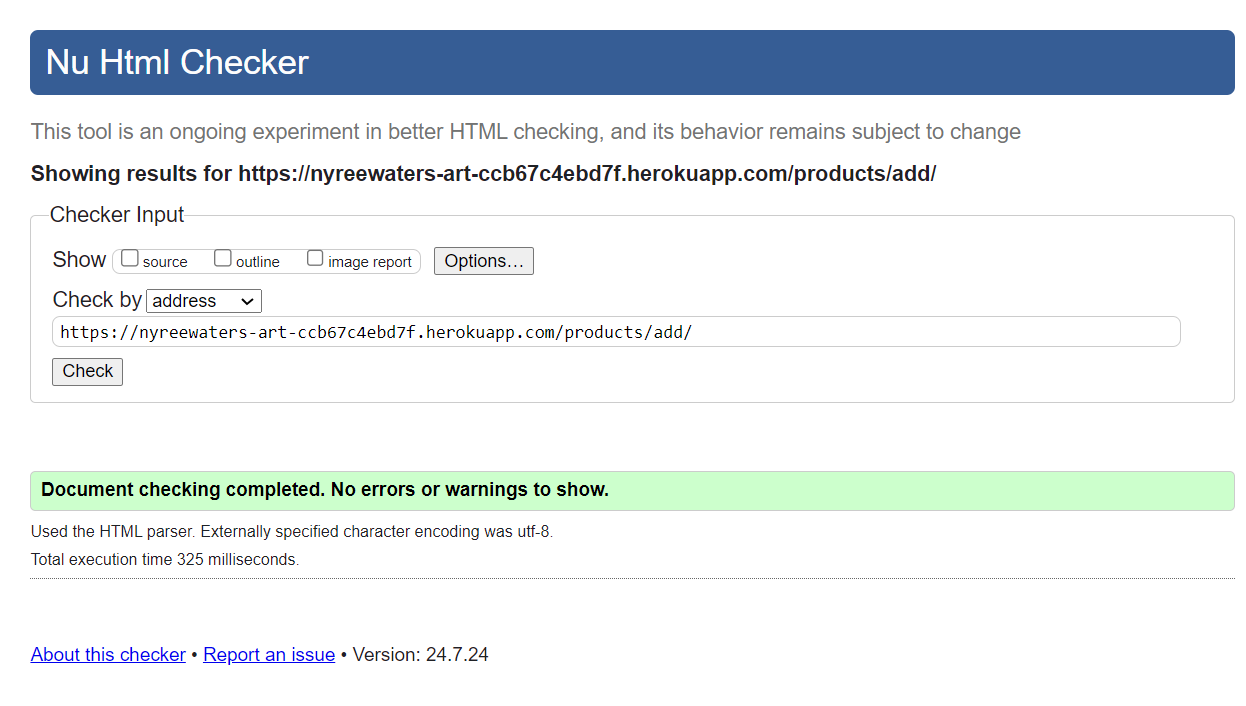 Nu Html Checker
This tool is an ongoing experiment in better HTML checking, and its behavior remains subject to change
Showing results for https://nyreewaters-art-ccb67c4ebd7f.herokuapp.com/products/add/
Checker Input
Show source outline image report Options...
Check by address
https://nyreewaters-art-ccb67c4ebd7f.herokuapp.com/products/add/
Check
Document checking completed. No errors or warnings to show.
Used the HTML parser. Externally specified character encoding was utf-8.
Total execution time 325 milliseconds.
About this checker • Report an issue • Version: 24.7.24